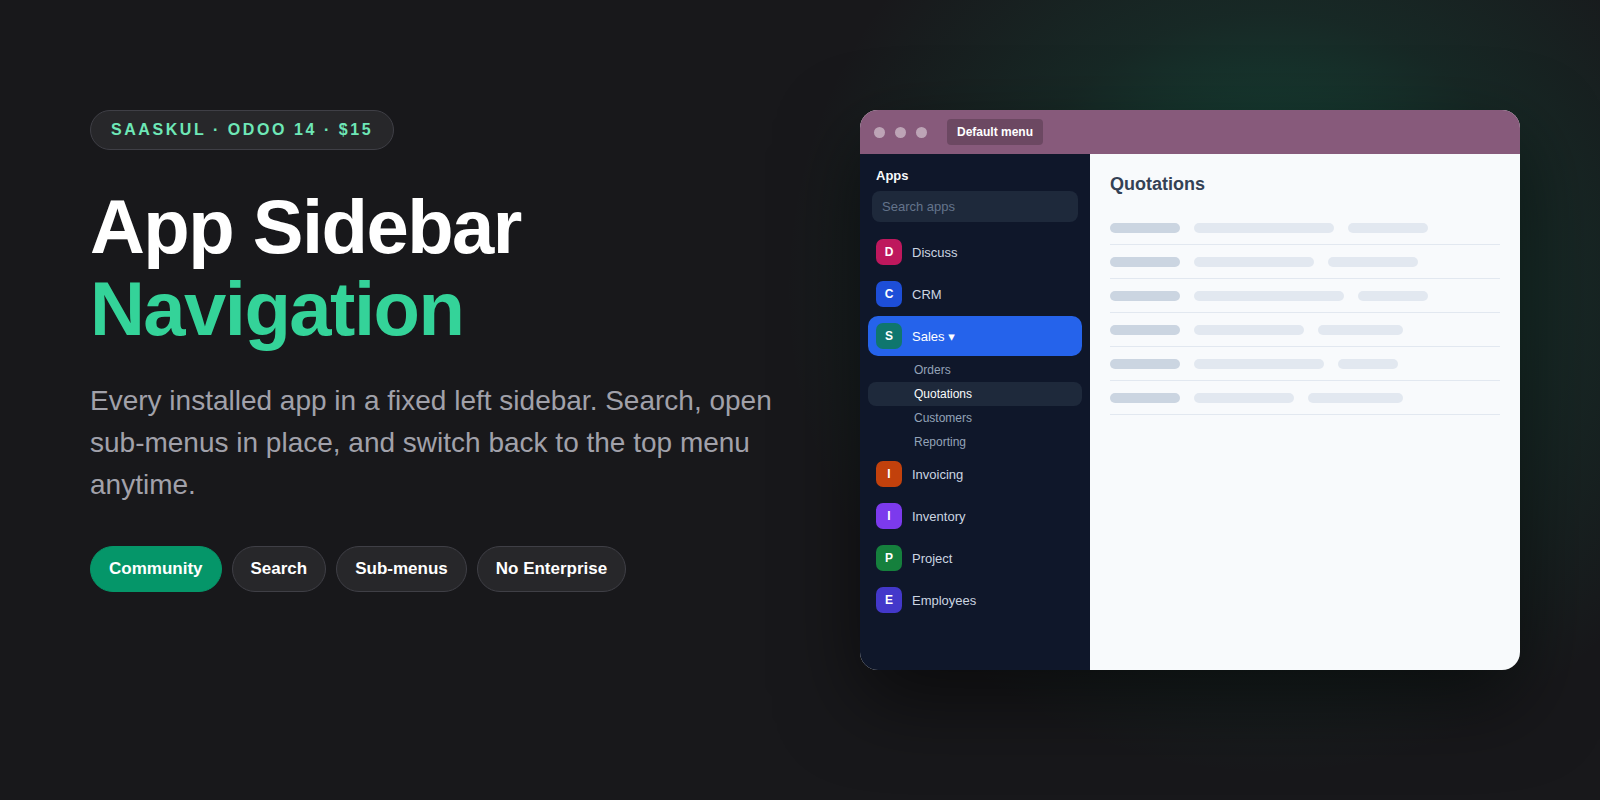 SAASKUL · ODOO 14 · $15
App Sidebar
Navigation
Every installed app in a fixed left sidebar. Search, open
sub-menus in place, and switch back to the top menu
anytime.
Community
Search
Sub-menus
No Enterprise
Default menu
Apps
Search apps
D Discuss
C CRM
S Sales ▾
Orders
Quotations
Customers
Reporting
I Invoicing
I Inventory
P Project
E Employees
Quotations